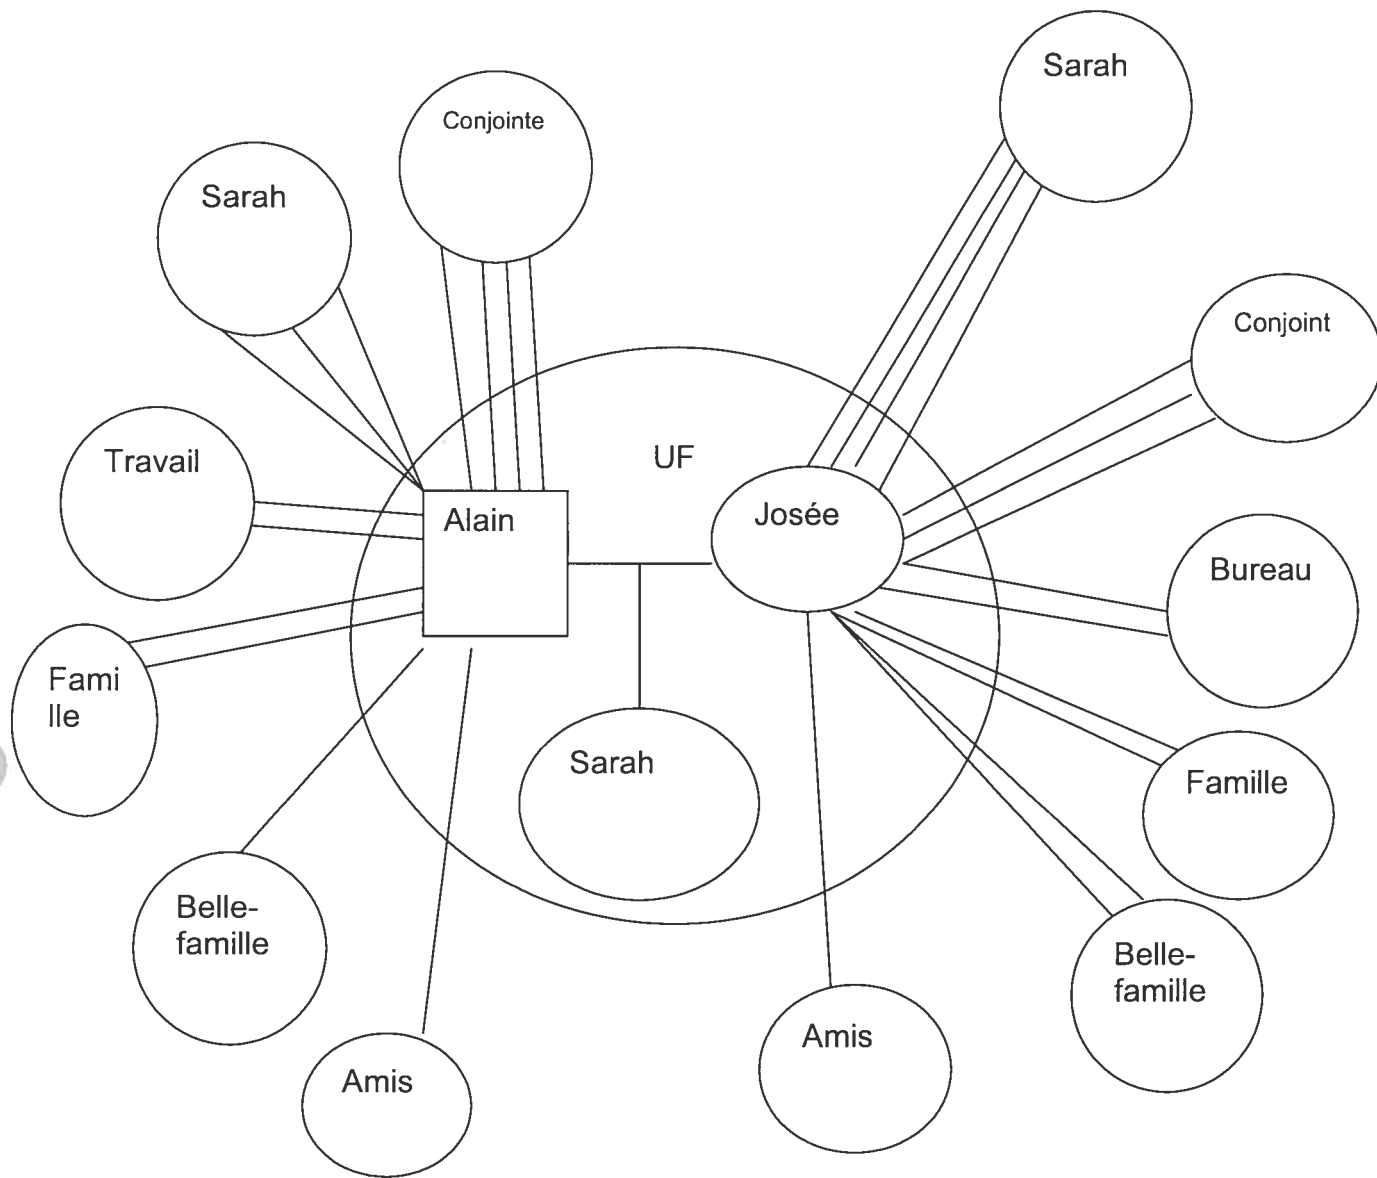 Sarah
Conjointe
Sarah
Conjoint
UF
Travail
Alain
Josée
Bureau
Fami
lle
Sarah
Famille
Belle-
famille
Belle-
famille
Amis
Amis